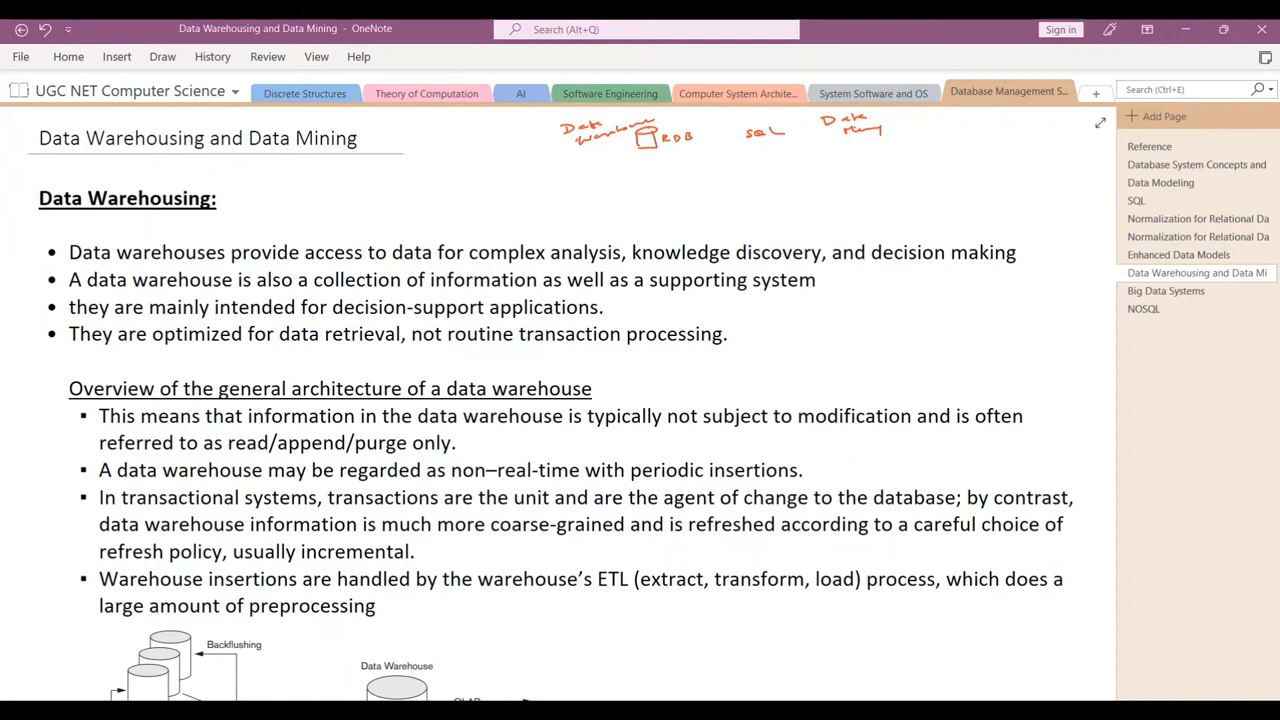 Data Warehousing and Data Mining - OneNote
Search (Alt+Q)
Sign in
File Home Insert Draw History Review View Help
UGC NET Computer Science
Discrete Structures
Theory of Computation
AI
Software Engineering
Computer System Archite...
System Software and OS
Database Management S...
Search (Ctrl+E)
Add Page
Reference
Database System Concepts and
Data Modeling
SQL
Normalization for Relational Da
Normalization for Relational Da
Enhanced Data Models
Data Warehousing and Data Mi
Big Data Systems
NOSQL
Data Warehousing and Data Mining
Data
Warehouse
RDB
SQL
Data
Data Warehousing:
• Data warehouses provide access to data for complex analysis, knowledge discovery, and decision making
• A data warehouse is also a collection of information as well as a supporting system
• they are mainly intended for decision-support applications.
• They are optimized for data retrieval, not routine transaction processing.
Overview of the general architecture of a data warehouse
▪ This means that information in the data warehouse is typically not subject to modification and is often
referred to as read/append/purge only.
▪ A data warehouse may be regarded as non–real-time with periodic insertions.
▪ In transactional systems, transactions are the unit and are the agent of change to the database; by contrast,
data warehouse information is much more coarse-grained and is refreshed according to a careful choice of
refresh policy, usually incremental.
▪ Warehouse insertions are handled by the warehouse's ETL (extract, transform, load) process, which does a
large amount of preprocessing
Backflushing
Data Warehouse
OLAP